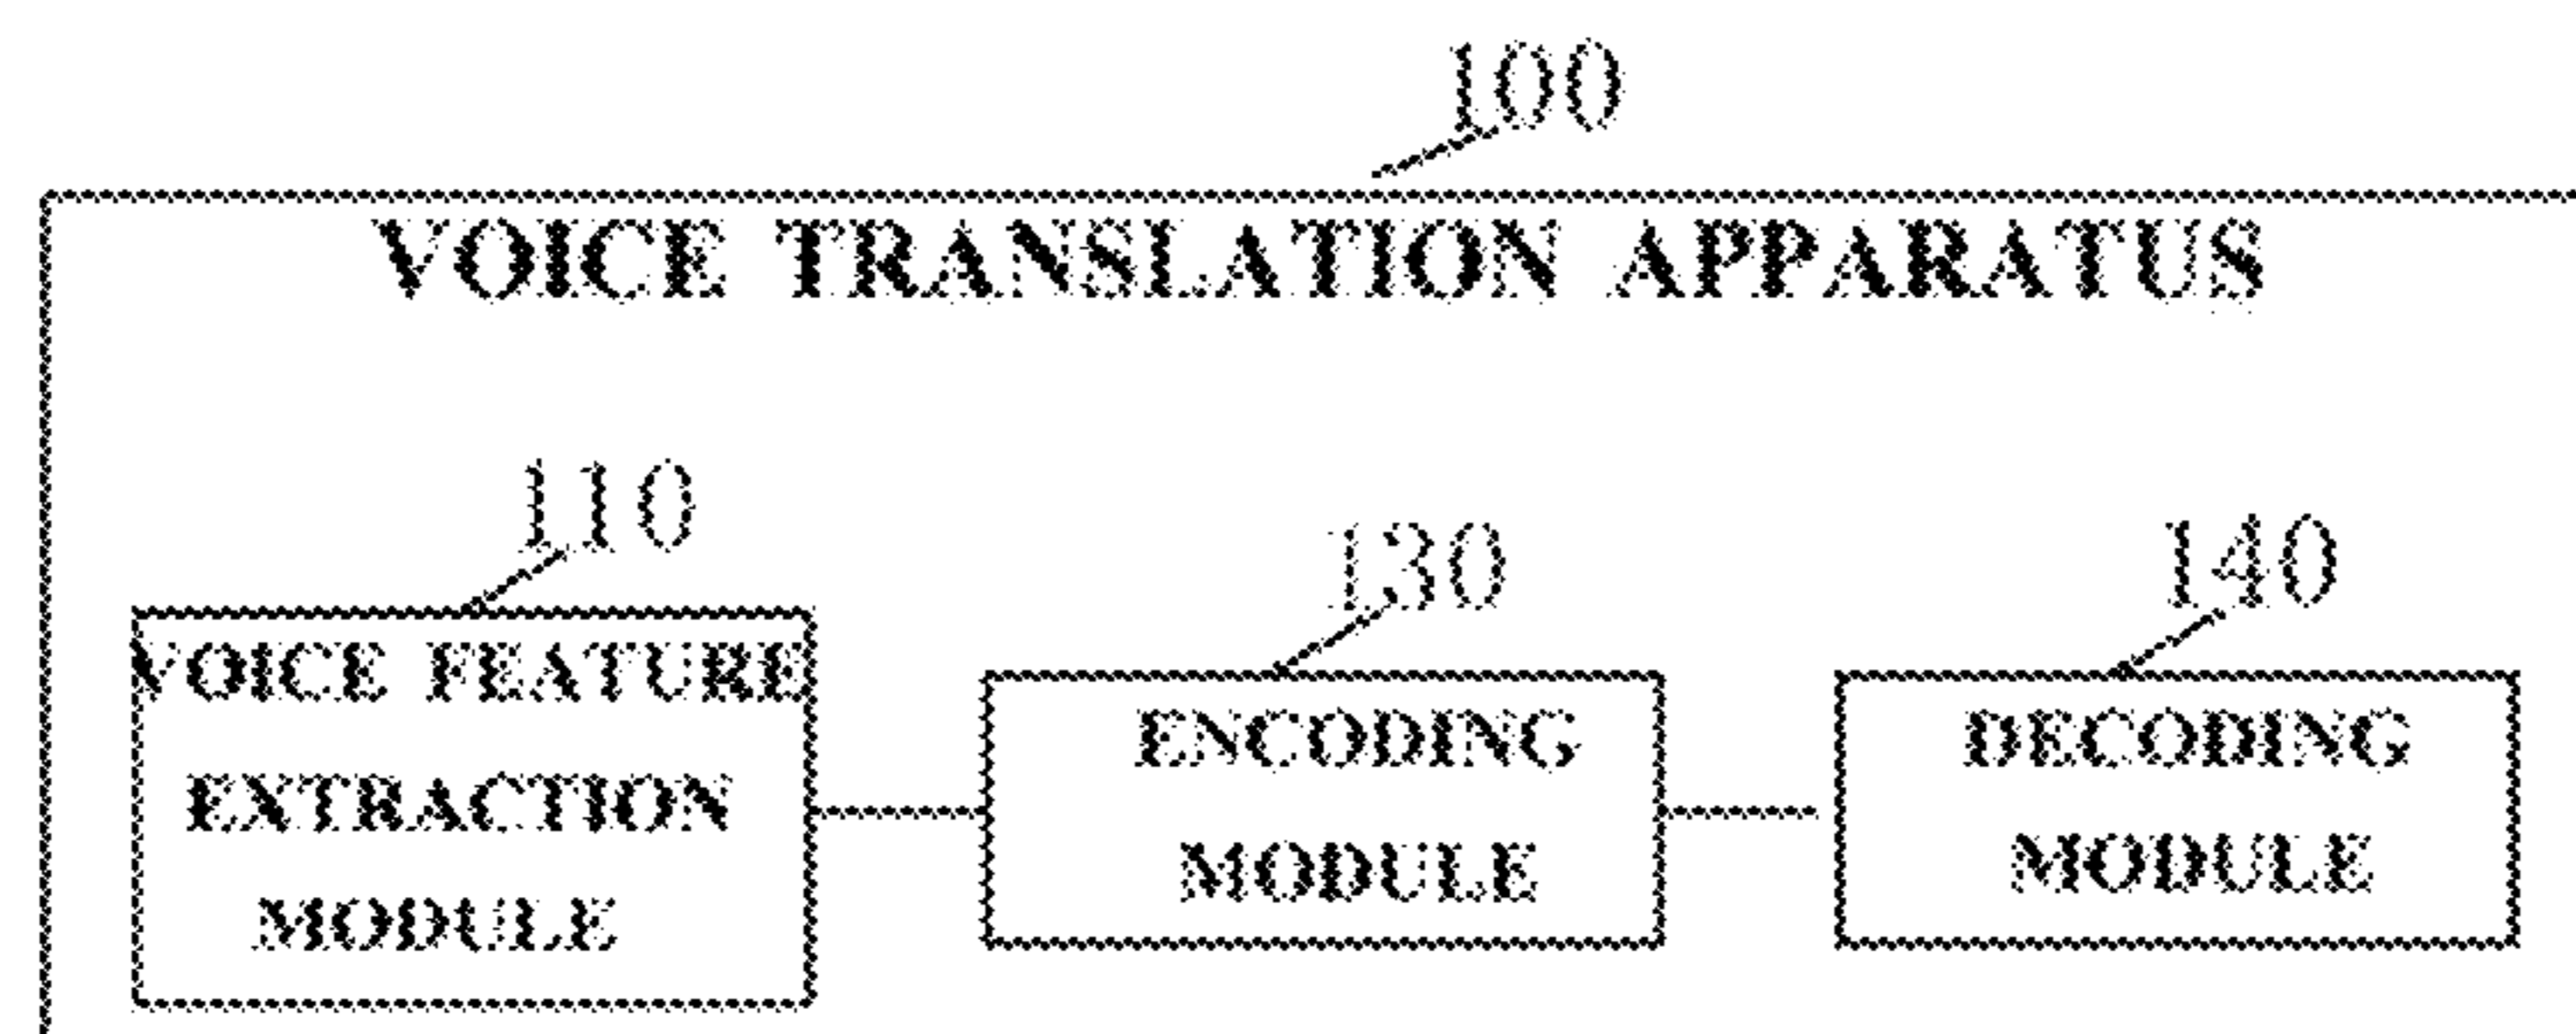 100
VOICE TRANSLATION APPARATUS
110
130
140
VOICE FEATURE
EXTRACTION
MODULE
ENCODING
MODULE
DECODING
MODULE